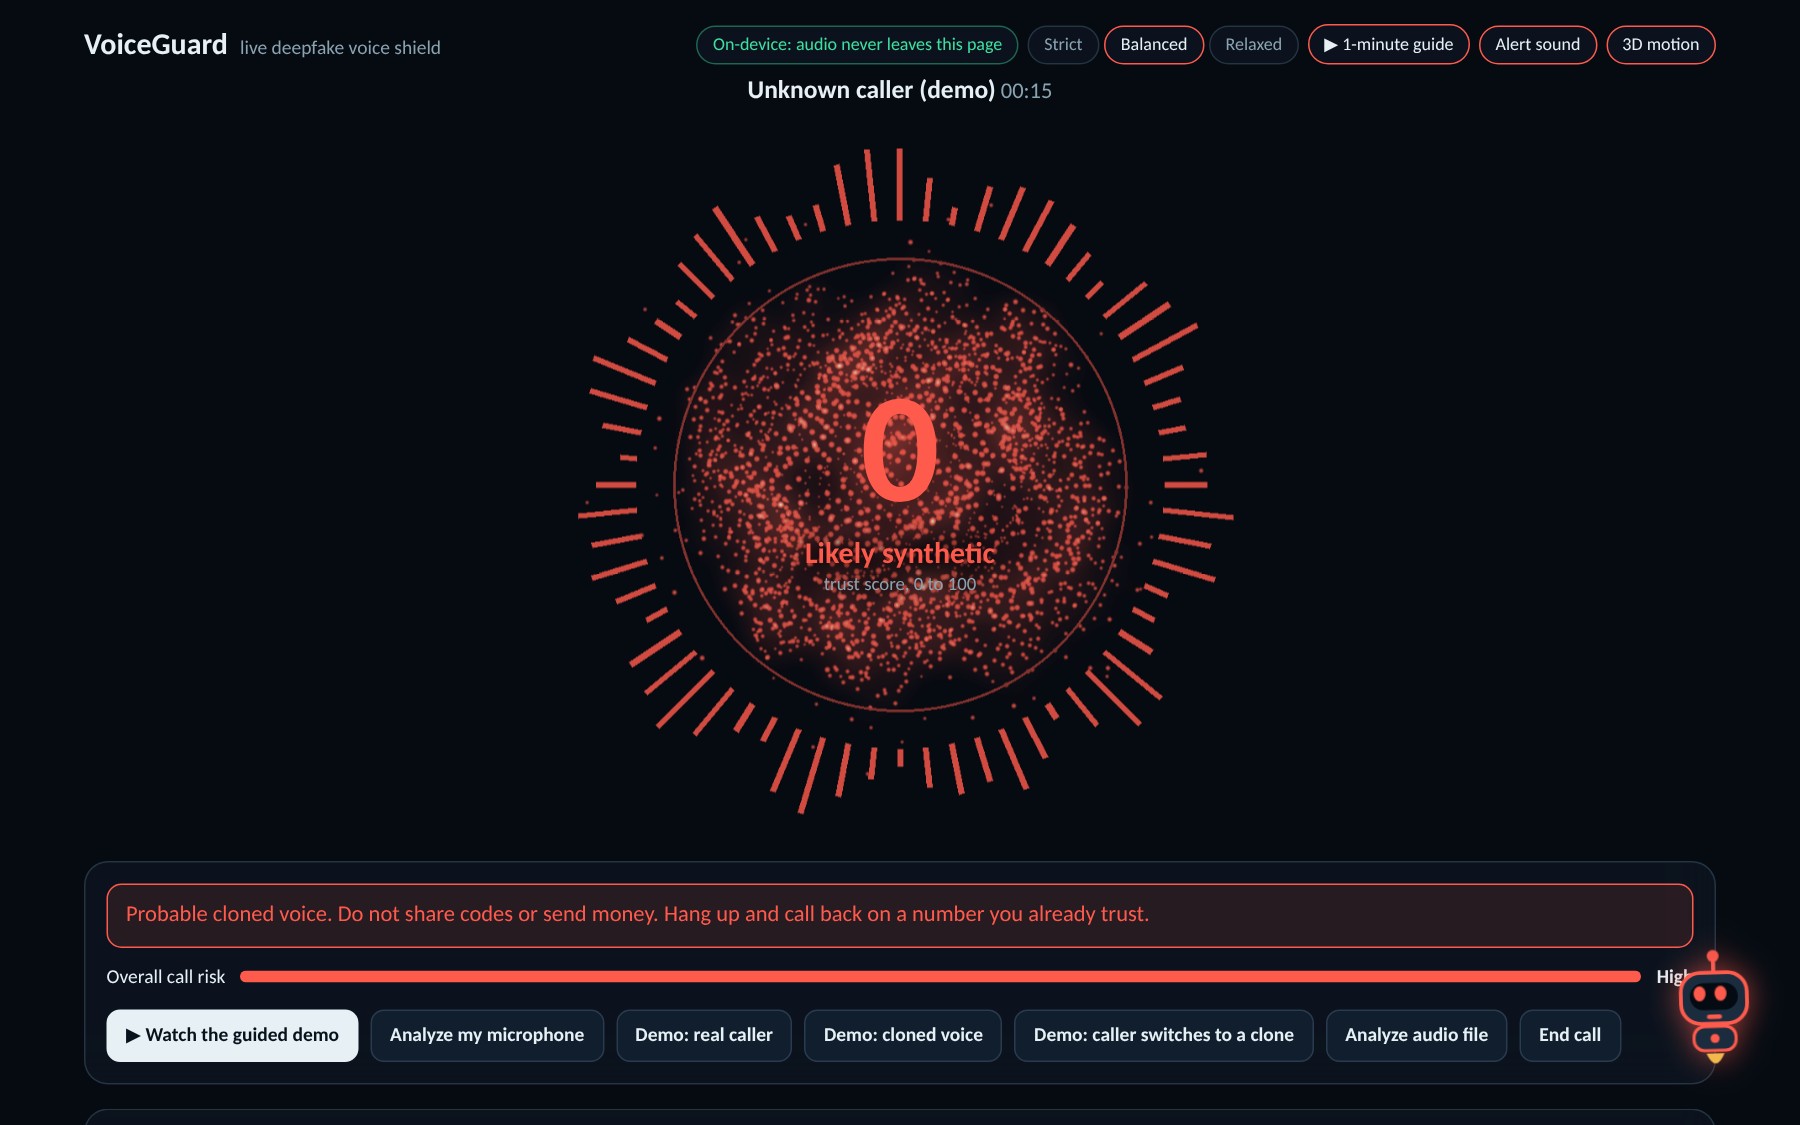 VoiceGuard live deepfake voice shield
On-device: audio never leaves this page Strict Balanced Relaxed ▶ 1-minute guide Alert sound 3D motion
Unknown caller (demo) 00:15
0
Likely synthetic
trust score, 0 to 100
Probable cloned voice. Do not share codes or send money. Hang up and call back on a number you already trust.
Overall call risk High
▶ Watch the guided demo Analyze my microphone Demo: real caller Demo: cloned voice Demo: caller switches to a clone Analyze audio file End call